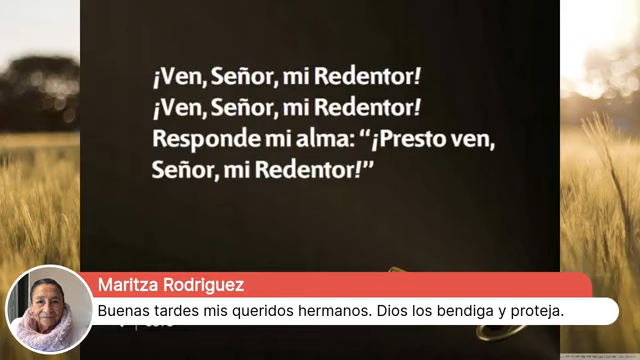 ¡Ven, Señor, mi Redentor!
¡Ven, Señor, mi Redentor!
Responde mi alma: “¡Presto ven,
Señor, mi Redentor!”
Maritza Rodriguez
Buenas tardes mis queridos hermanos. Dios los bendiga y proteja.